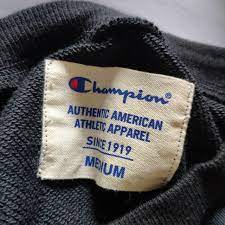 Champion
AUTHENTIC AMERICAN
ATHLETIC APPAREL
SINCE 1919
MEDIUM